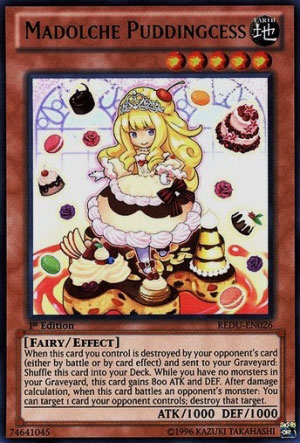 MADOLCHE PUDDINGCESS
EARTH
地
1st Edition
REDU-EN026
[FAIRY/EFFECT]
When this card you control is destroyed by your opponent's card
(either by battle or by card effect) and sent to your Graveyard:
Shuffle this card into your Deck. While you have no monsters in
your Graveyard, this card gains 800 ATK and DEF. After damage
calculation, when this card battles an opponent's monster: You
can target 1 card your opponent controls; destroy that target.
ATK/1000 DEF/1000
74641045
©1996 KAZUKI TAKAHASHI